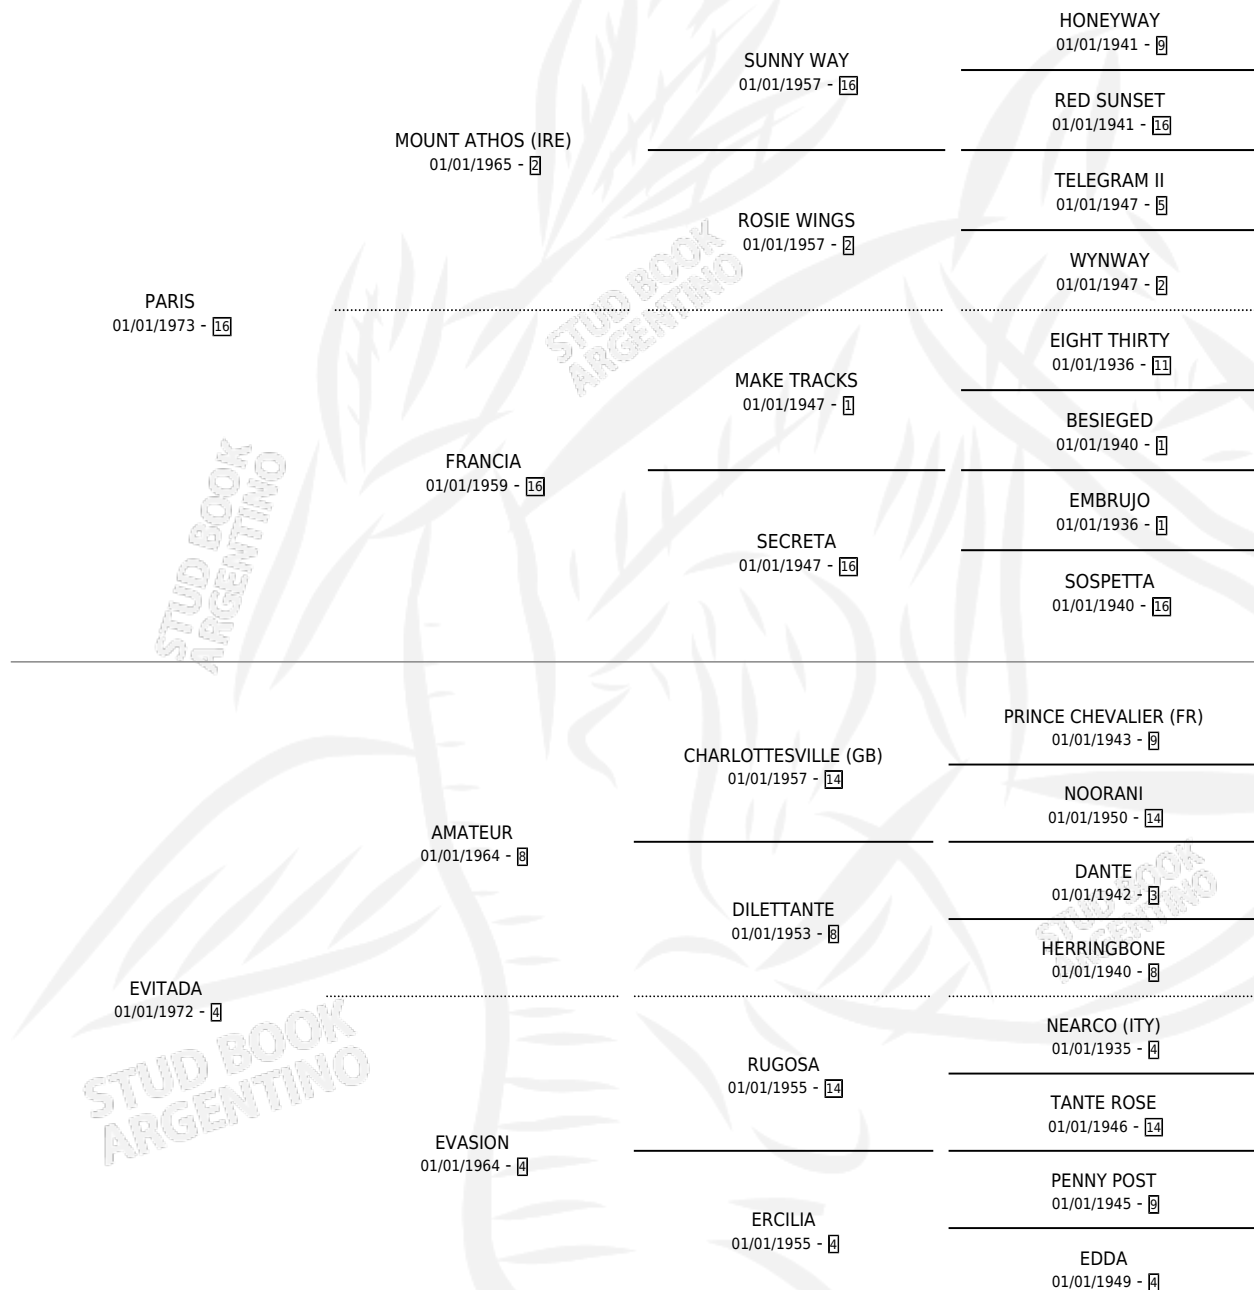 HONEYWAY
01/01/1941 - 9
SUNNY WAY
01/01/1957 - 16
RED SUNSET
01/01/1941 - 16
MOUNT ATHOS (IRE)
01/01/1965 - 2
TELEGRAM II
01/01/1947 - 5
ROSIE WINGS
01/01/1957 - 2
WYNWAY
01/01/1947 - 2
PARIS
01/01/1973 - 16
STUD BOOK
ARGENTINO
EIGHT THIRTY
01/01/1936 - 11
MAKE TRACKS
01/01/1947 - 1
BESIEGED
01/01/1940 - 1
FRANCIA
01/01/1959 - 16
EMBRUJO
01/01/1936 - 1
SECRETA
01/01/1947 - 16
SOSPETTA
01/01/1940 - 16
STUD BOOK
ARGENTINO
PRINCE CHEVALIER (FR)
01/01/1943 - 9
CHARLOTTESVILLE (GB)
01/01/1957 - 14
NOORANI
01/01/1950 - 14
AMATEUR
01/01/1964 - 8
DANTE
01/01/1942 - 3
DILETTANTE
01/01/1953 - 8
HERRINGBONE
01/01/1940 - 8
STUD BOOK
ARGENTINO
EVITADA
01/01/1972 - 4
NEARCO (ITY)
01/01/1935 - 4
RUGOSA
01/01/1955 - 14
TANTE ROSE
01/01/1946 - 14
STUD BOOK
ARGENTINO
EVASION
01/01/1964 - 4
PENNY POST
01/01/1945 - 9
ERCILIA
01/01/1955 - 4
EDDA
01/01/1949 - 4